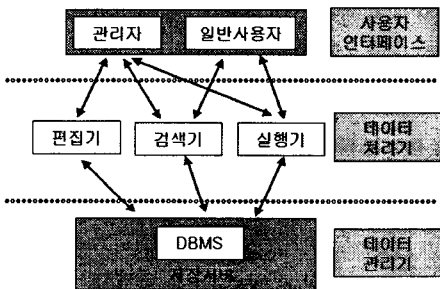 관리자 일반사용자
사용자
인터페이스
편집기 검색기 실행기
데이터
처리기
DBMS
데이터
관리기